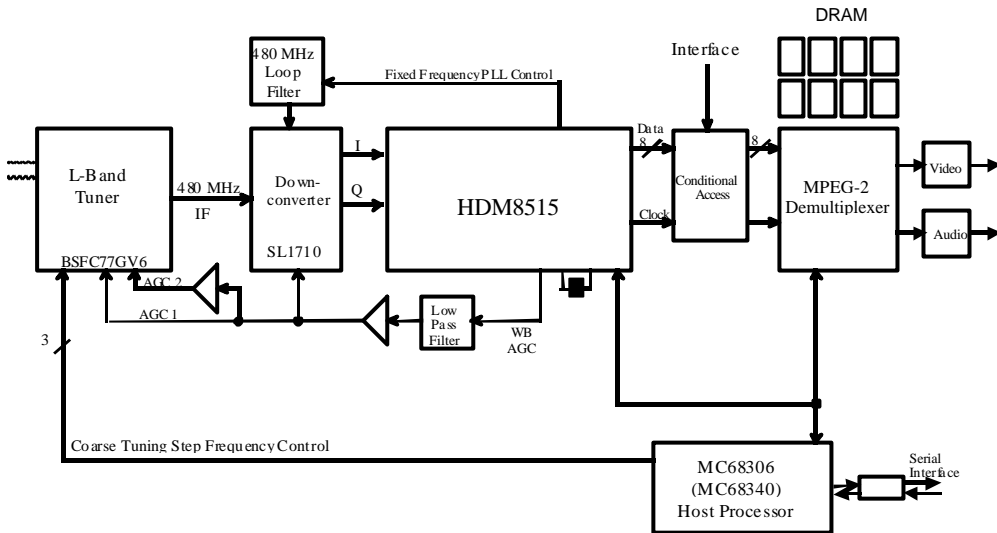 DRAM
480 MHz
Loop
Filter
Interface
Fixed Frequency PLL Control
L-Band
Tuner
BSFC77GV6
480 MHz
IF
Down-
converter
SL1710
I
Q
HDM8515
Data
8
Clock
Conditional
Access
8
MPEG-2
Demultiplexer
Video
Audio
AGC 2
AGC 1
Low
Pass
Filter
WB
AGC
3
Coarse Tuning Step Frequency Control
MC68306
(MC68340)
Host Processor
Serial
Interface